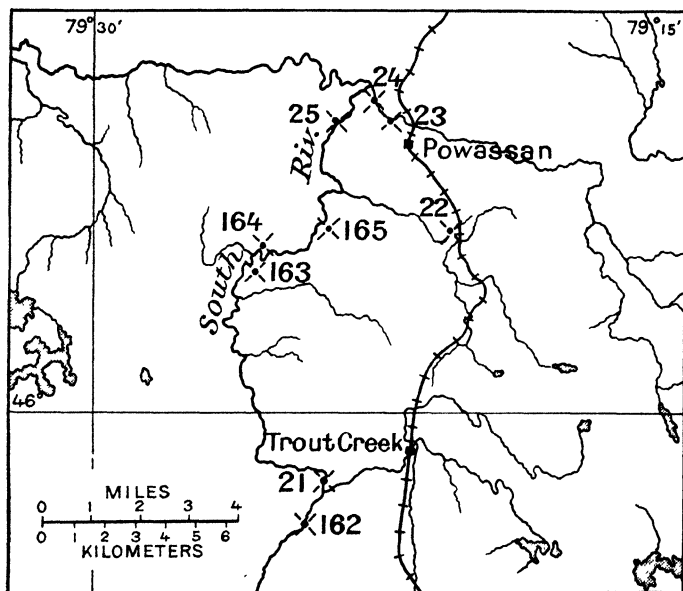 79°30′
79°15′
24
25
23
Riv.
Powassan
22
164
165
163
South
46°
Trout Creek
21
MILES
0 1 2 3 4
162
0 1 2 3 4 5 6
KILOMETERS